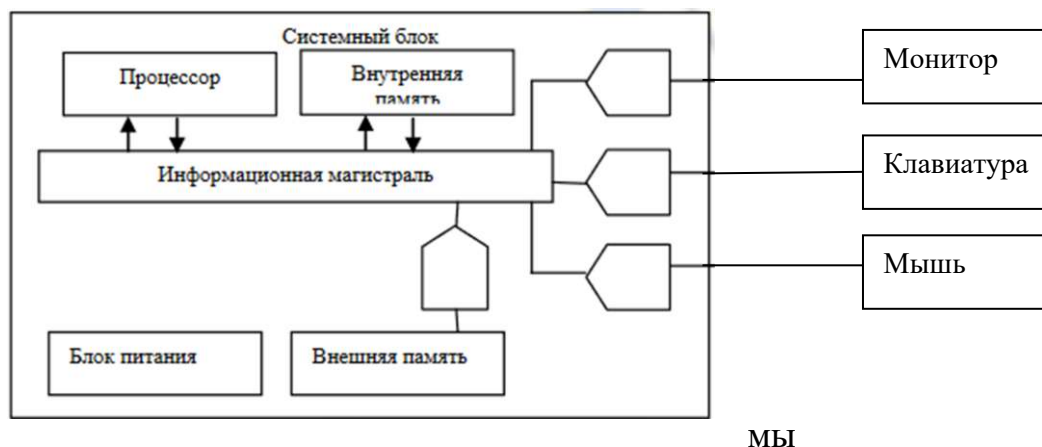 Системный блок
Процессор
Внутренняя
память
Монитор
Информационная магистраль
Клавиатура
Мышь
Блок питания
Внешняя память
мы